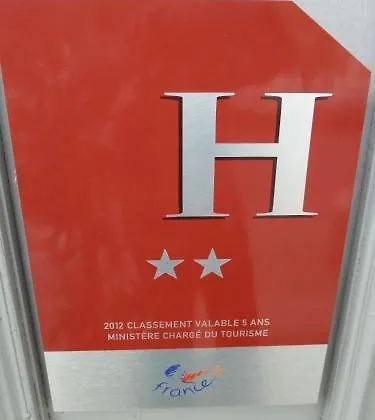 H
2012 CLASSEMENT VALABLE 5 ANS
MINISTÈRE CHARGÉ DU TOURISME
france